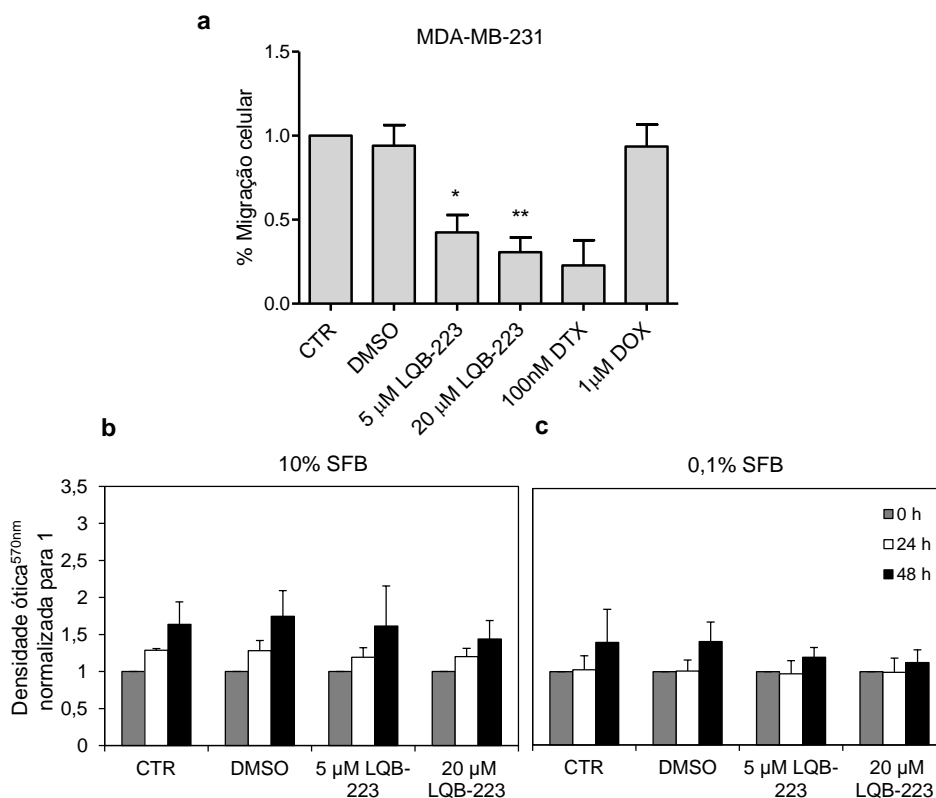 a
MDA-MB-231
% Migração celular
1.5
1.0
0.5
0.0
*
**
CTR
DMSO
5 µM LQB-223
20 µM LQB-223
100nM DTX
1µM DOX
b
10% SFB
Densidade ótica570nm
normalizada para 1
3,5
3
2,5
2
1,5
1
0,5
0
CTR
DMSO
5 µM LQB-
223
20 µM
LQB-223
c
0,1% SFB
0 h
24 h
48 h
CTR
DMSO
5 µM LQB-
223
20 µM
LQB-223